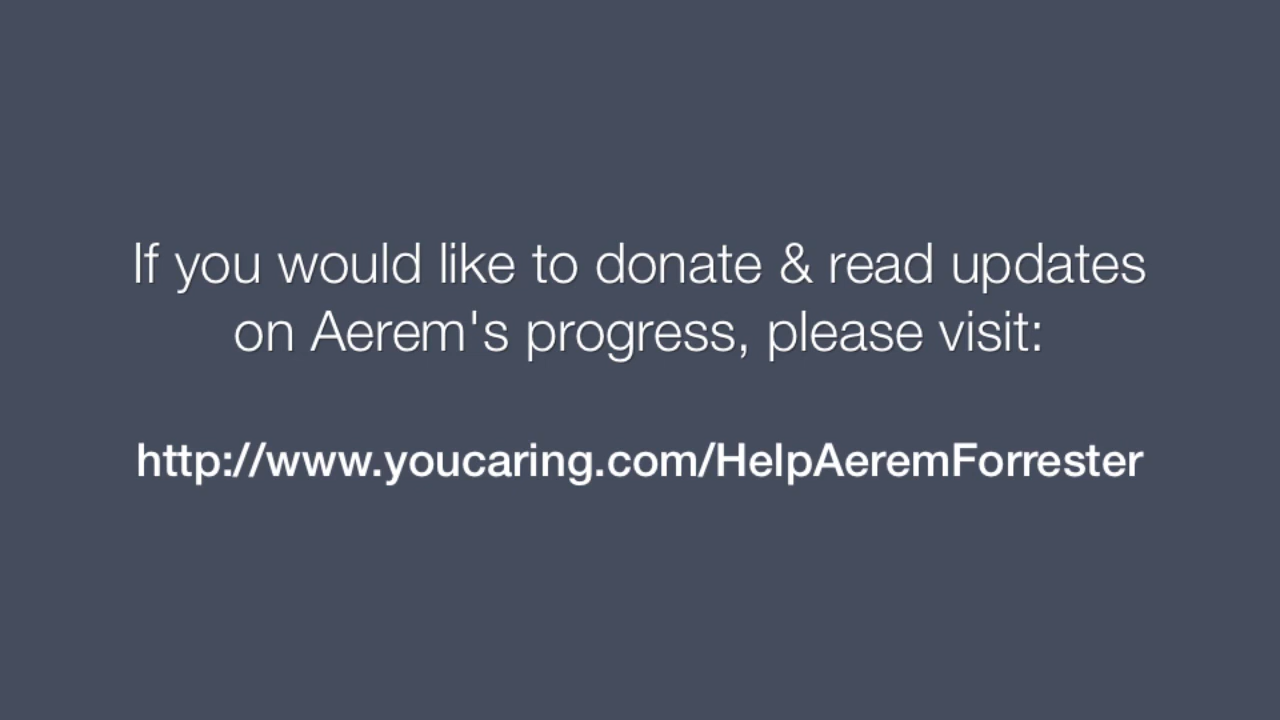 If you would like to donate & read updates
on Aerem's progress, please visit:
http://www.youcaring.com/HelpAeremForrester